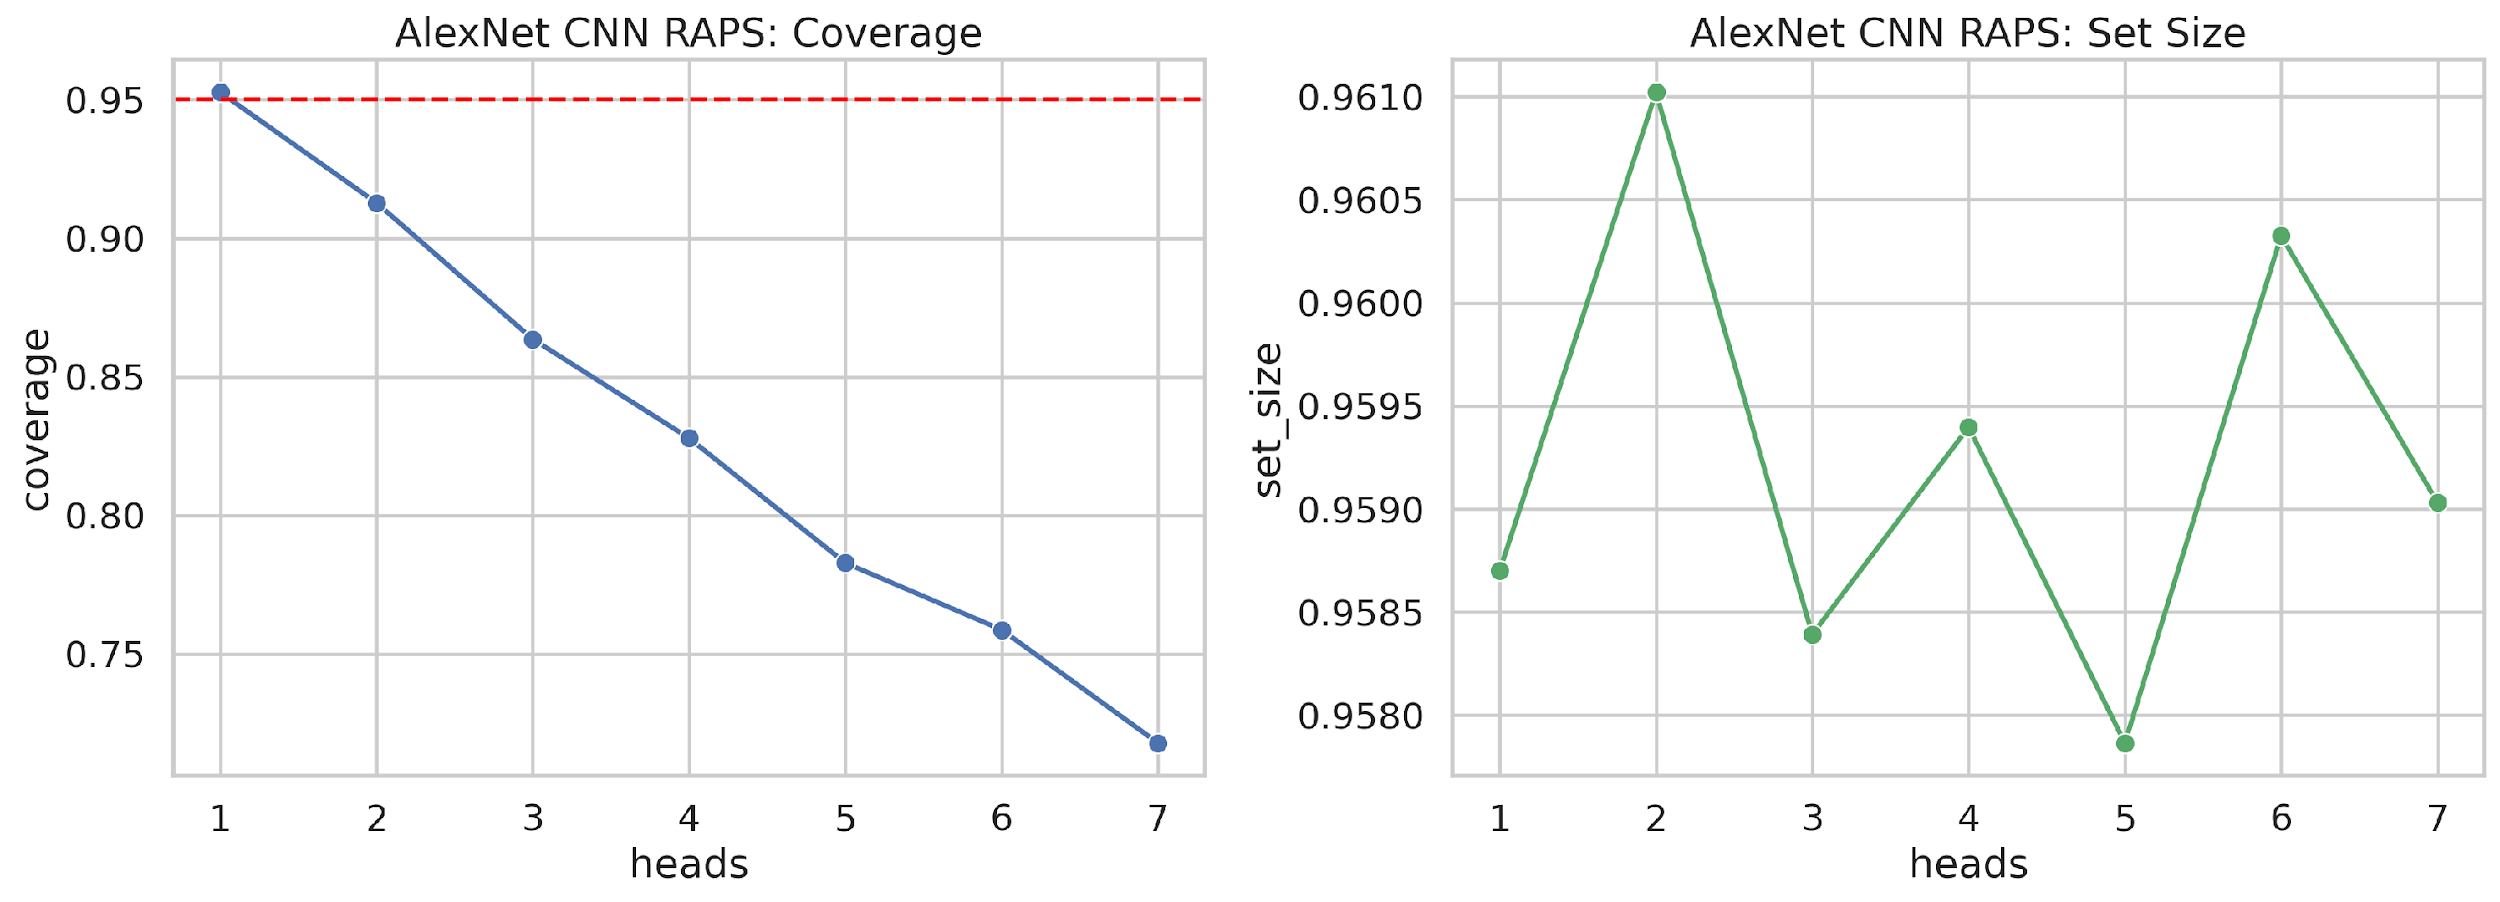 AlexNet CNN RAPS: Coverage
coverage
0.95
0.90
0.85
0.80
0.75
1 2 3 4 5 6 7
heads
AlexNet CNN RAPS: Set Size
set_size
0.9610
0.9605
0.9600
0.9595
0.9590
0.9585
0.9580
1 2 3 4 5 6 7
heads